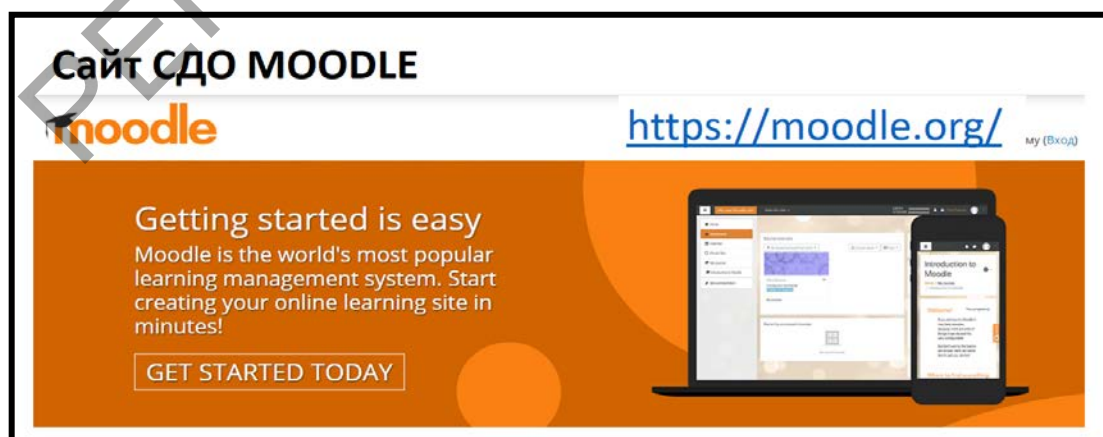 Сайт СДО MOODLE
moodle
https://moodle.org/
му (Вход)
Getting started is easy
Moodle is the world's most popular
learning management system. Start
creating your online learning site in
minutes!
GET STARTED TODAY
Introduction to
Moodle